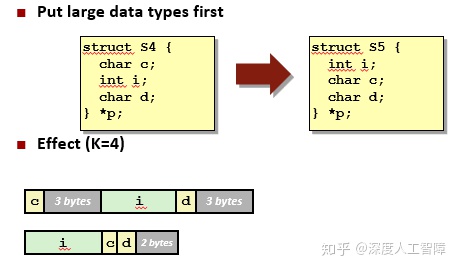 Put large data types first
struct S4 {
char c;
int i;
char d;
} *p;
struct S5 {
int i;
char c;
char d;
} *p;
Effect (K=4)
c 3 bytes i d 3 bytes
i c d 2 bytes
知乎 @深度人工智障